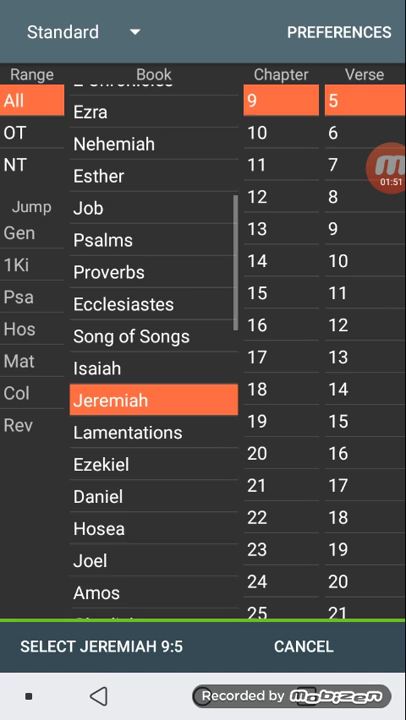 Standard
PREFERENCES
Range
Book
Chapter
Verse
All
OT
NT
Jump
Gen
1Ki
Psa
Hos
Mat
Col
Rev
Ezra
Nehemiah
Esther
Job
Psalms
Proverbs
Ecclesiastes
Song of Songs
Isaiah
Jeremiah
Lamentations
Ezekiel
Daniel
Hosea
Joel
Amos
9
10
11
12
13
14
15
16
17
18
19
20
21
22
23
24
25
5
6
7
8
9
10
11
12
13
14
15
16
17
18
19
20
21
01:51
SELECT JEREMIAH 9:5
CANCEL
Recorded by mobizen